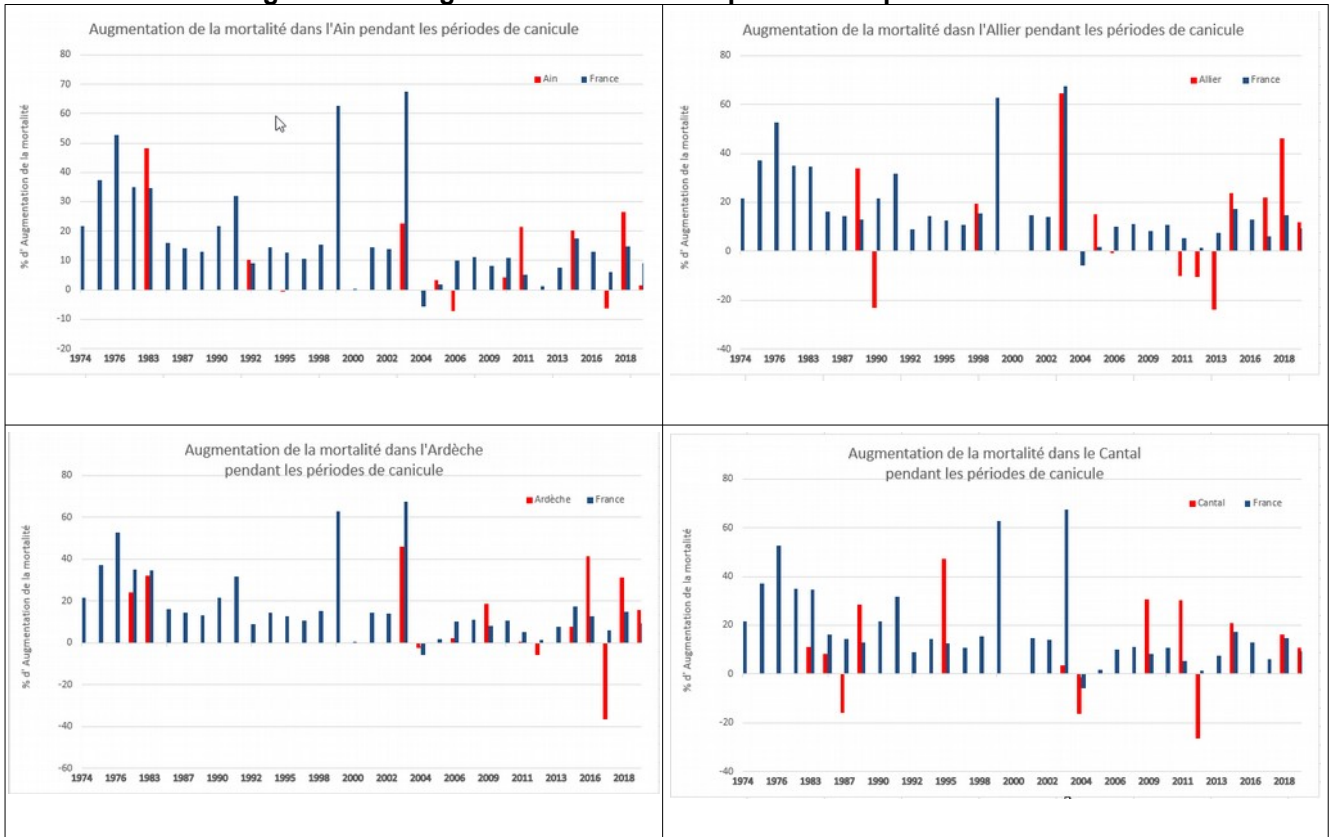 Augmentation de la mortalité dans l'Ain pendant les périodes de canicule
Ain France
% d' Augmentation de la mortalité
80
70
60
50
40
30
20
10
0
-10
-20
1974 1976 1983 1987 1990 1992 1995 1998 2000 2002 2004 2006 2009 2011 2013 2016 2018
Augmentation de la mortalité dasn l'Allier pendant les périodes de canicule
Allier France
% d' Augmentation de la mortalité
80
60
40
20
0
-20
-40
1974 1976 1983 1987 1990 1992 1995 1998 2000 2002 2004 2006 2009 2011 2013 2016 2018
Augmentation de la mortalité dans l'Ardèche
pendant les périodes de canicule
Ardèche France
% d' Augmentation de la mortalité
80
60
40
20
0
-20
-40
-60
1974 1976 1983 1987 1990 1992 1995 1998 2000 2002 2004 2006 2009 2011 2013 2016 2018
Augmentation de la mortalité dans le Cantal
pendant les périodes de canicule
Cantal France
% d' Augmentation de la mortalité
80
60
40
20
0
-20
-40
1974 1976 1983 1987 1990 1992 1995 1998 2000 2002 2004 2006 2009 2011 2013 2016 2018